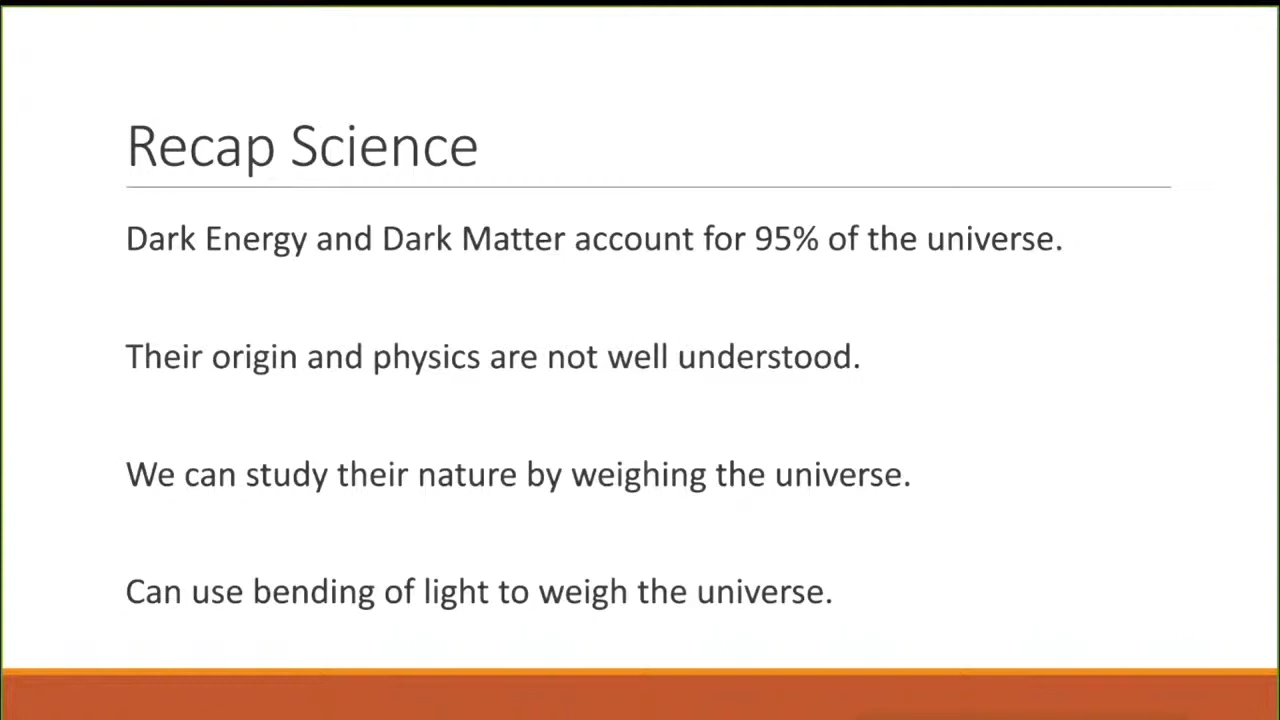 Recap Science
Dark Energy and Dark Matter account for 95% of the universe.
Their origin and physics are not well understood.
We can study their nature by weighing the universe.
Can use bending of light to weigh the universe.